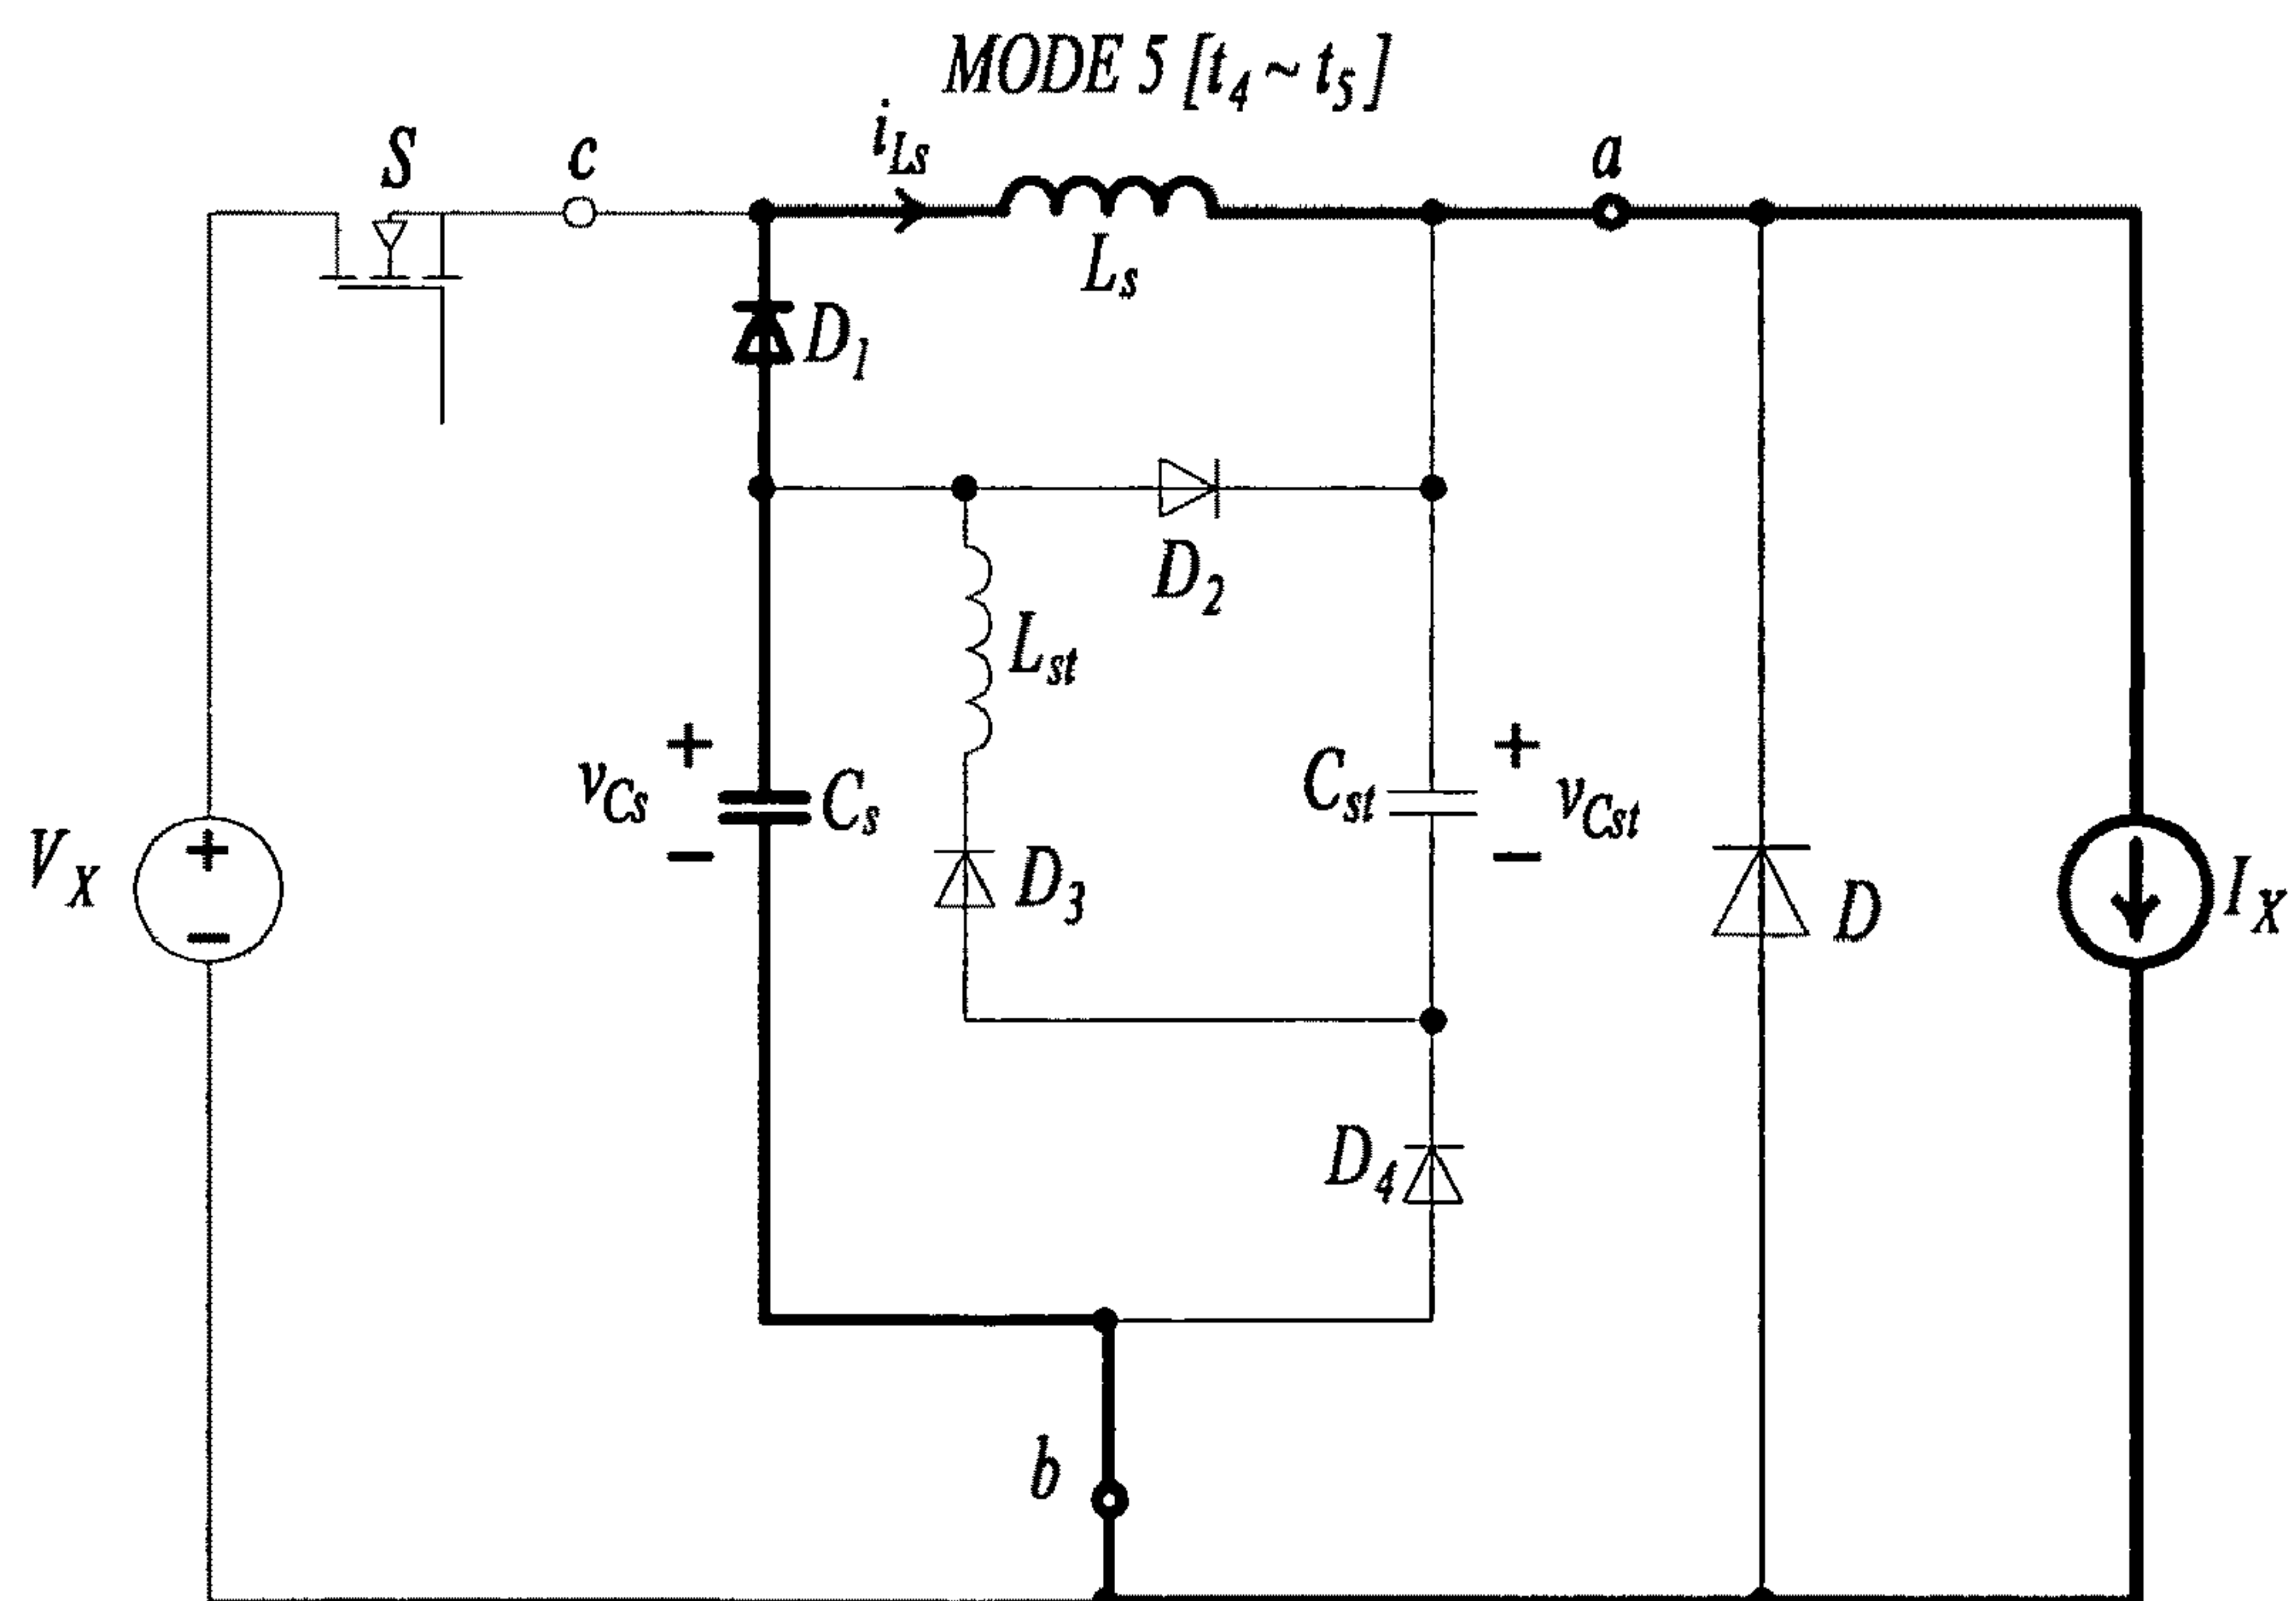 MODE 5 [t4 ~ t5]
S
c
iLs
a
Ls
D1
D2
Lst
+
vCs
Cs
−
Cst
+
vCst
−
VX
+
−
D3
D
IX
D4
b